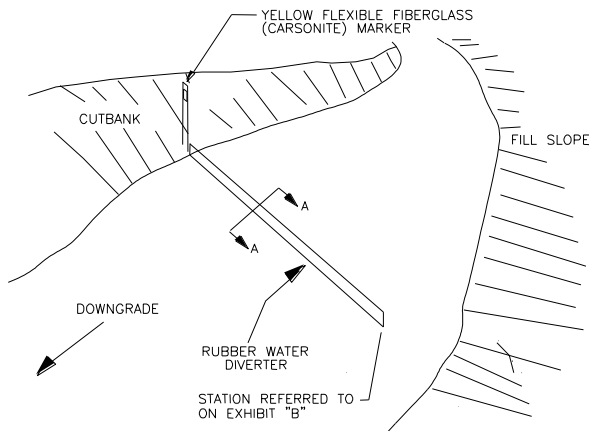 YELLOW FLEXIBLE FIBERGLASS
(CARSONITE) MARKER
CUTBANK
FILL SLOPE
A
A
DOWNGRADE
RUBBER WATER
DIVERTER
STATION REFERRED TO
ON EXHIBIT "B"